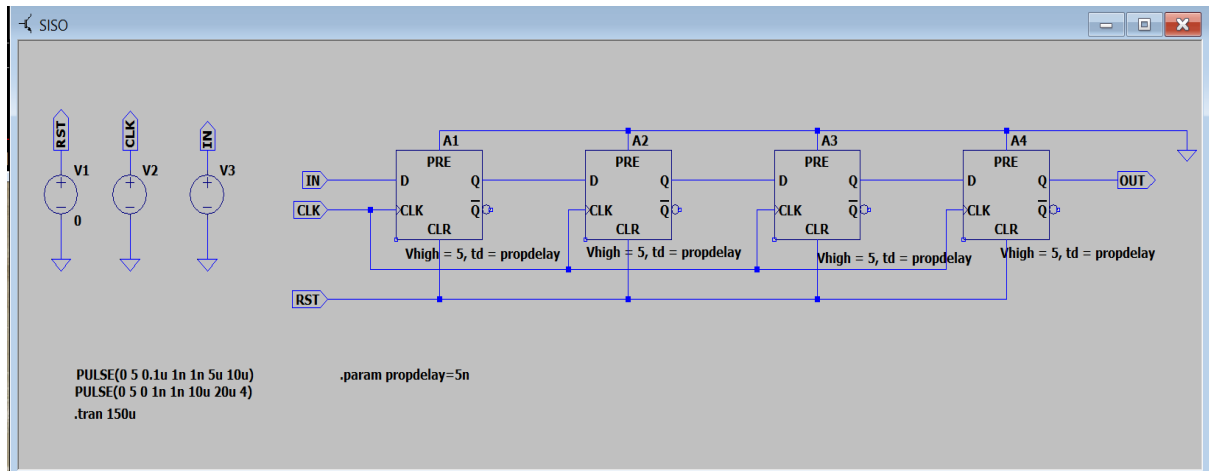 SISO
RST
CLK
IN
V1
V2
V3
0
A1
A2
A3
A4
PRE
PRE
PRE
PRE
IN
D
Q
D
Q
D
Q
D
Q
OUT
CLK
CLK
Q
CLK
Q
CLK
Q
CLK
Q
CLR
CLR
CLR
CLR
Vhigh = 5, td = propdelay
Vhigh = 5, td = propdelay
Vhigh = 5, td = propdelay
Vhigh = 5, td = propdelay
RST
PULSE(0 5 0.1u 1n 1n 5u 10u)
.param propdelay=5n
PULSE(0 5 0 1n 1n 10u 20u 4)
.tran 150u